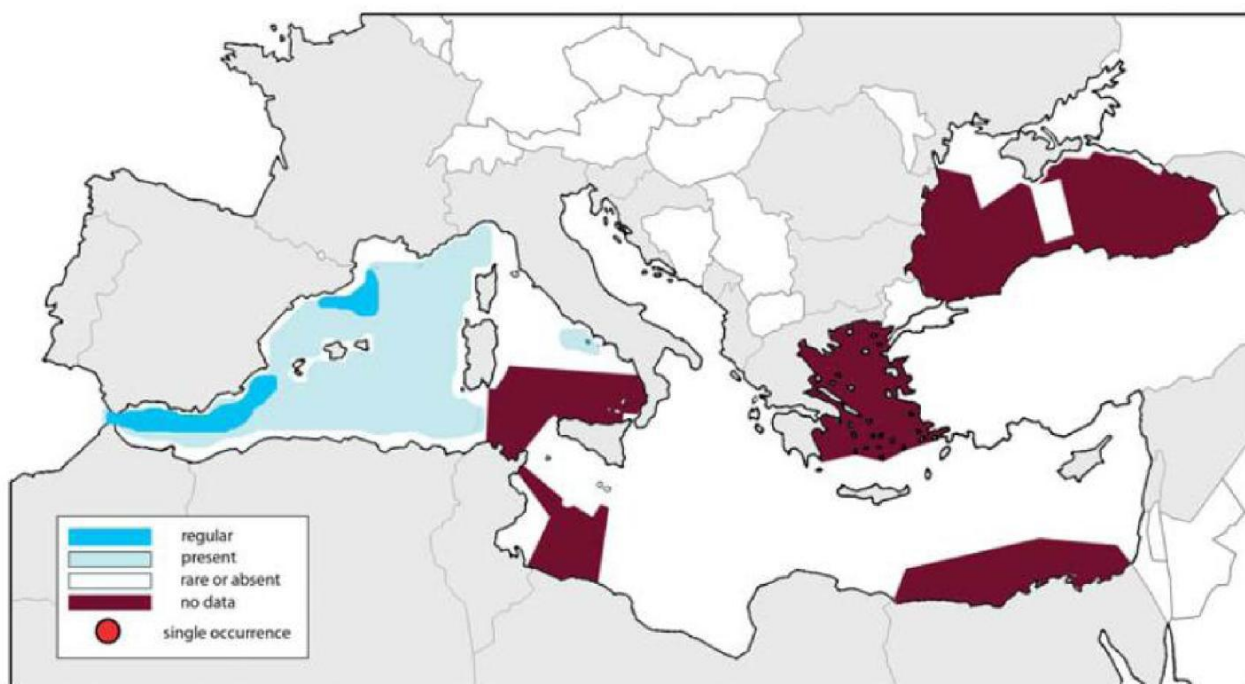 regular
present
rare or absent
no data
single occurrence